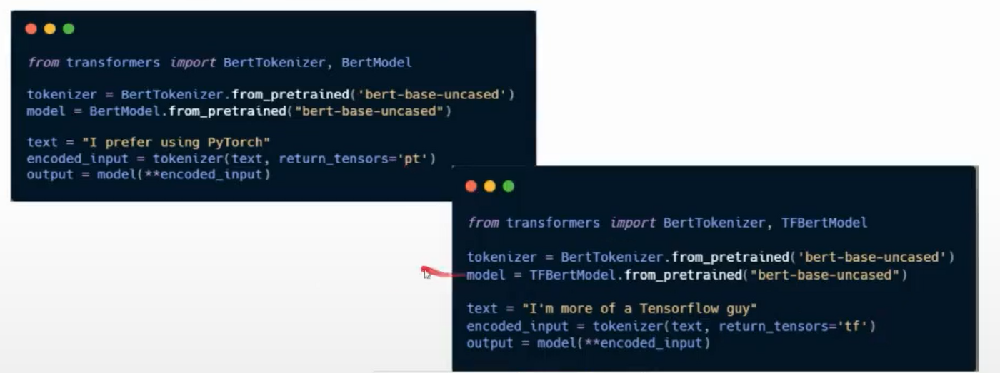 from transformers import BertTokenizer, BertModel
tokenizer = BertTokenizer.from_pretrained('bert-base-uncased')
model = BertModel.from_pretrained("bert-base-uncased")
text = "I prefer using PyTorch"
encoded_input = tokenizer(text, return_tensors='pt')
output = model(**encoded_input)
from transformers import BertTokenizer, TFBertModel
tokenizer = BertTokenizer.from_pretrained('bert-base-uncased')
model = TFBertModel.from_pretrained("bert-base-uncased")
text = "I'm more of a Tensorflow guy"
encoded_input = tokenizer(text, return_tensors='tf')
output = model(**encoded_input)